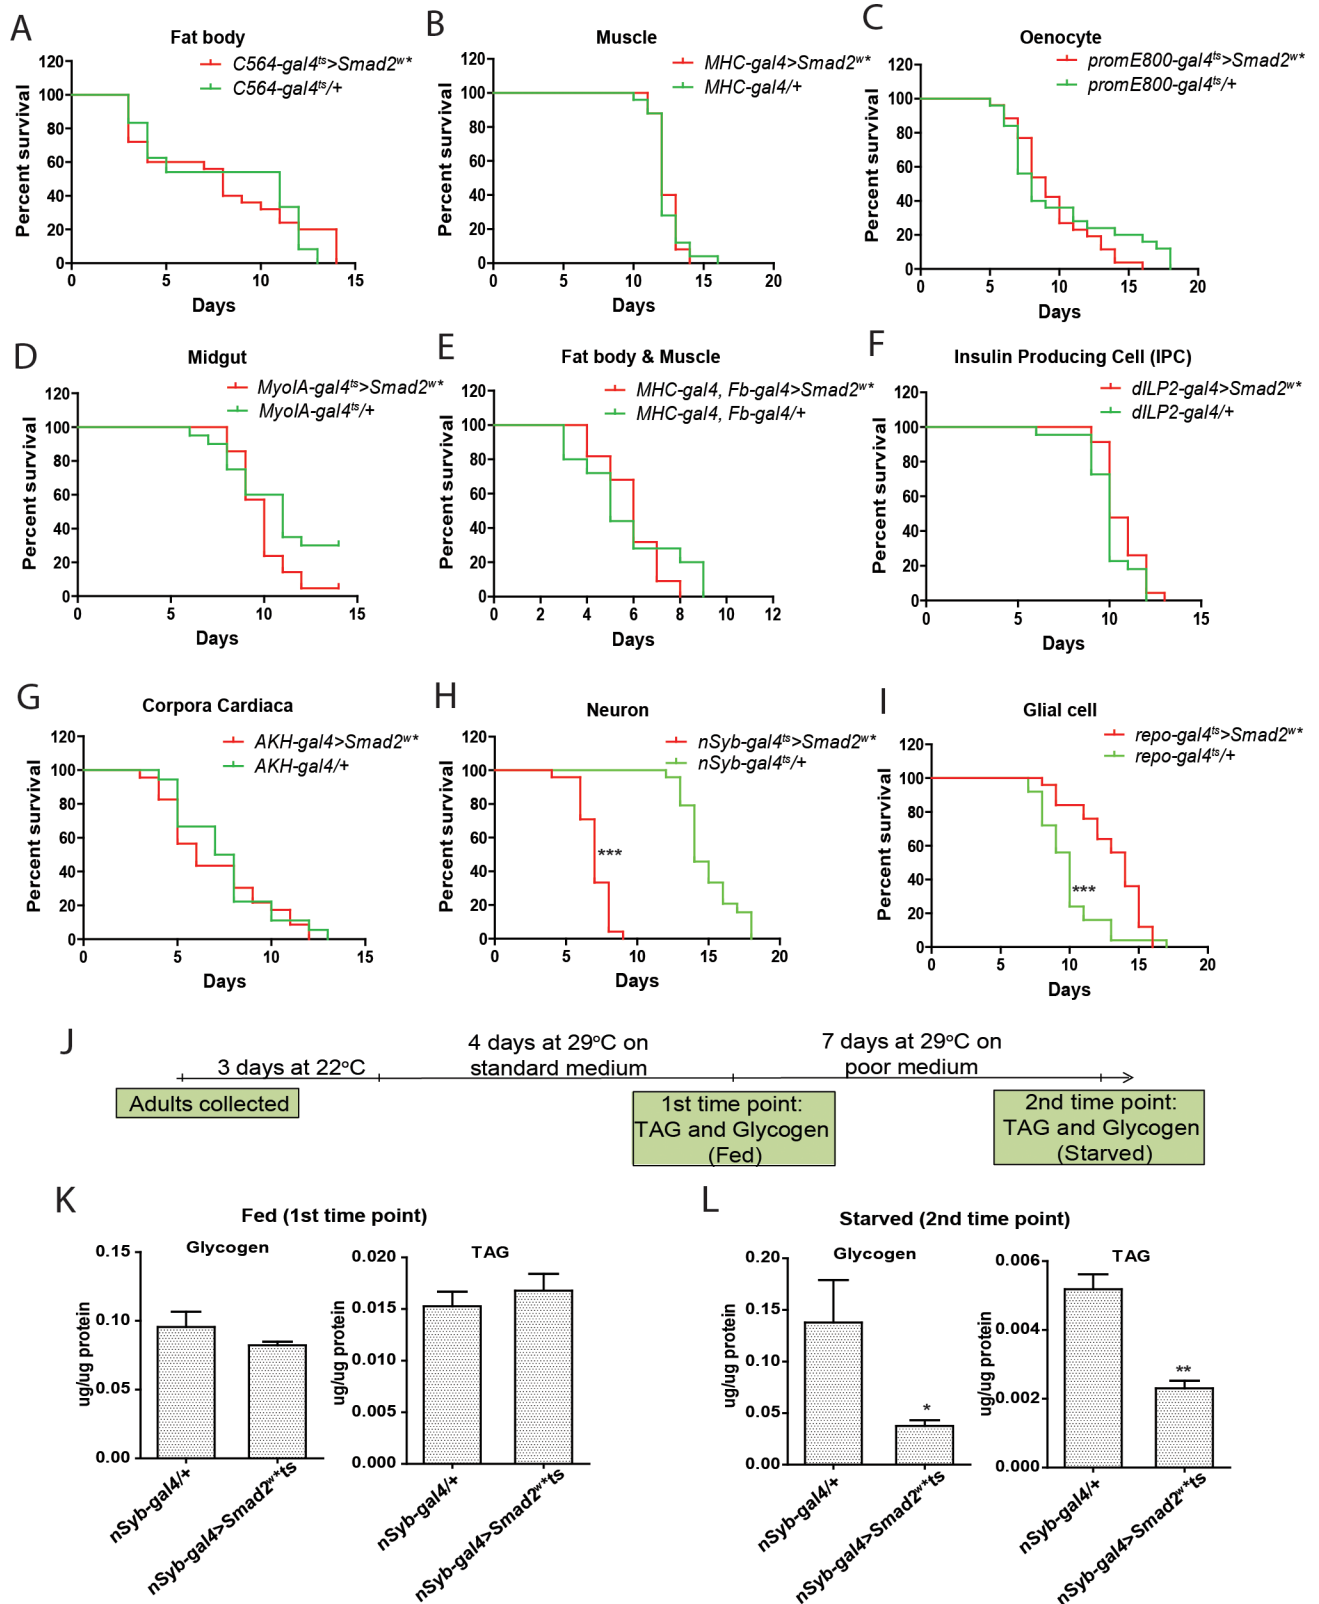 A
Fat body
C564-gal4ts>Smad2w*
C564-gal4ts/+
Percent survival
120
100
80
60
40
20
0
0 5 10 15
Days
B
Muscle
MHC-gal4>Smad2w*
MHC-gal4/+
Percent survival
120
100
80
60
40
20
0
0 5 10 15 20
Days
C
Oenocyte
promE800-gal4ts>Smad2w*
promE800-gal4ts/+
Percent survival
120
100
80
60
40
20
0
0 5 10 15 20
Days
D
Midgut
MyoIA-gal4ts>Smad2w*
MyoIA-gal4ts/+
Percent survival
120
100
80
60
40
20
0
0 5 10 15
Days
E
Fat body & Muscle
MHC-gal4, Fb-gal4>Smad2w*
MHC-gal4, Fb-gal4/+
Percent survival
120
100
80
60
40
20
0
0 2 4 6 8 10 12
Days
F
Insulin Producing Cell (IPC)
dILP2-gal4>Smad2w*
dILP2-gal4/+
Percent survival
120
100
80
60
40
20
0
0 5 10 15
Days
G
Corpora Cardiaca
AKH-gal4>Smad2w*
AKH-gal4/+
Percent survival
120
100
80
60
40
20
0
0 5 10 15
Days
H
Neuron
nSyb-gal4ts>Smad2w*
nSyb-gal4ts/+
Percent survival
120
100
80
60
40
20
0
***
0 5 10 15 20
Days
I
Glial cell
repo-gal4ts>Smad2w*
repo-gal4ts/+
Percent survival
120
100
80
60
40
20
0
***
0 5 10 15 20
Days
J
3 days at 22oC
4 days at 29oC on
standard medium
7 days at 29oC on
poor medium
Adults collected
1st time point:
TAG and Glycogen
(Fed)
2nd time point:
TAG and Glycogen
(Starved)
K
Fed (1st time point)
Glycogen
ug/ug protein
0.15
0.10
0.05
0.00
nSyb-gal4/+
nSyb-gal4>Smad2w*ts
TAG
ug/ug protein
0.020
0.015
0.010
0.005
0.000
nSyb-gal4/+
nSyb-gal4>Smad2w*ts
L
Starved (2nd time point)
Glycogen
ug/ug protein
0.20
0.15
0.10
0.05
0.00
*
nSyb-gal4/+
nSyb-gal4>Smad2w*ts
TAG
ug/ug protein
0.006
0.004
0.002
0.000
**
nSyb-gal4/+
nSyb-gal4>Smad2w*ts